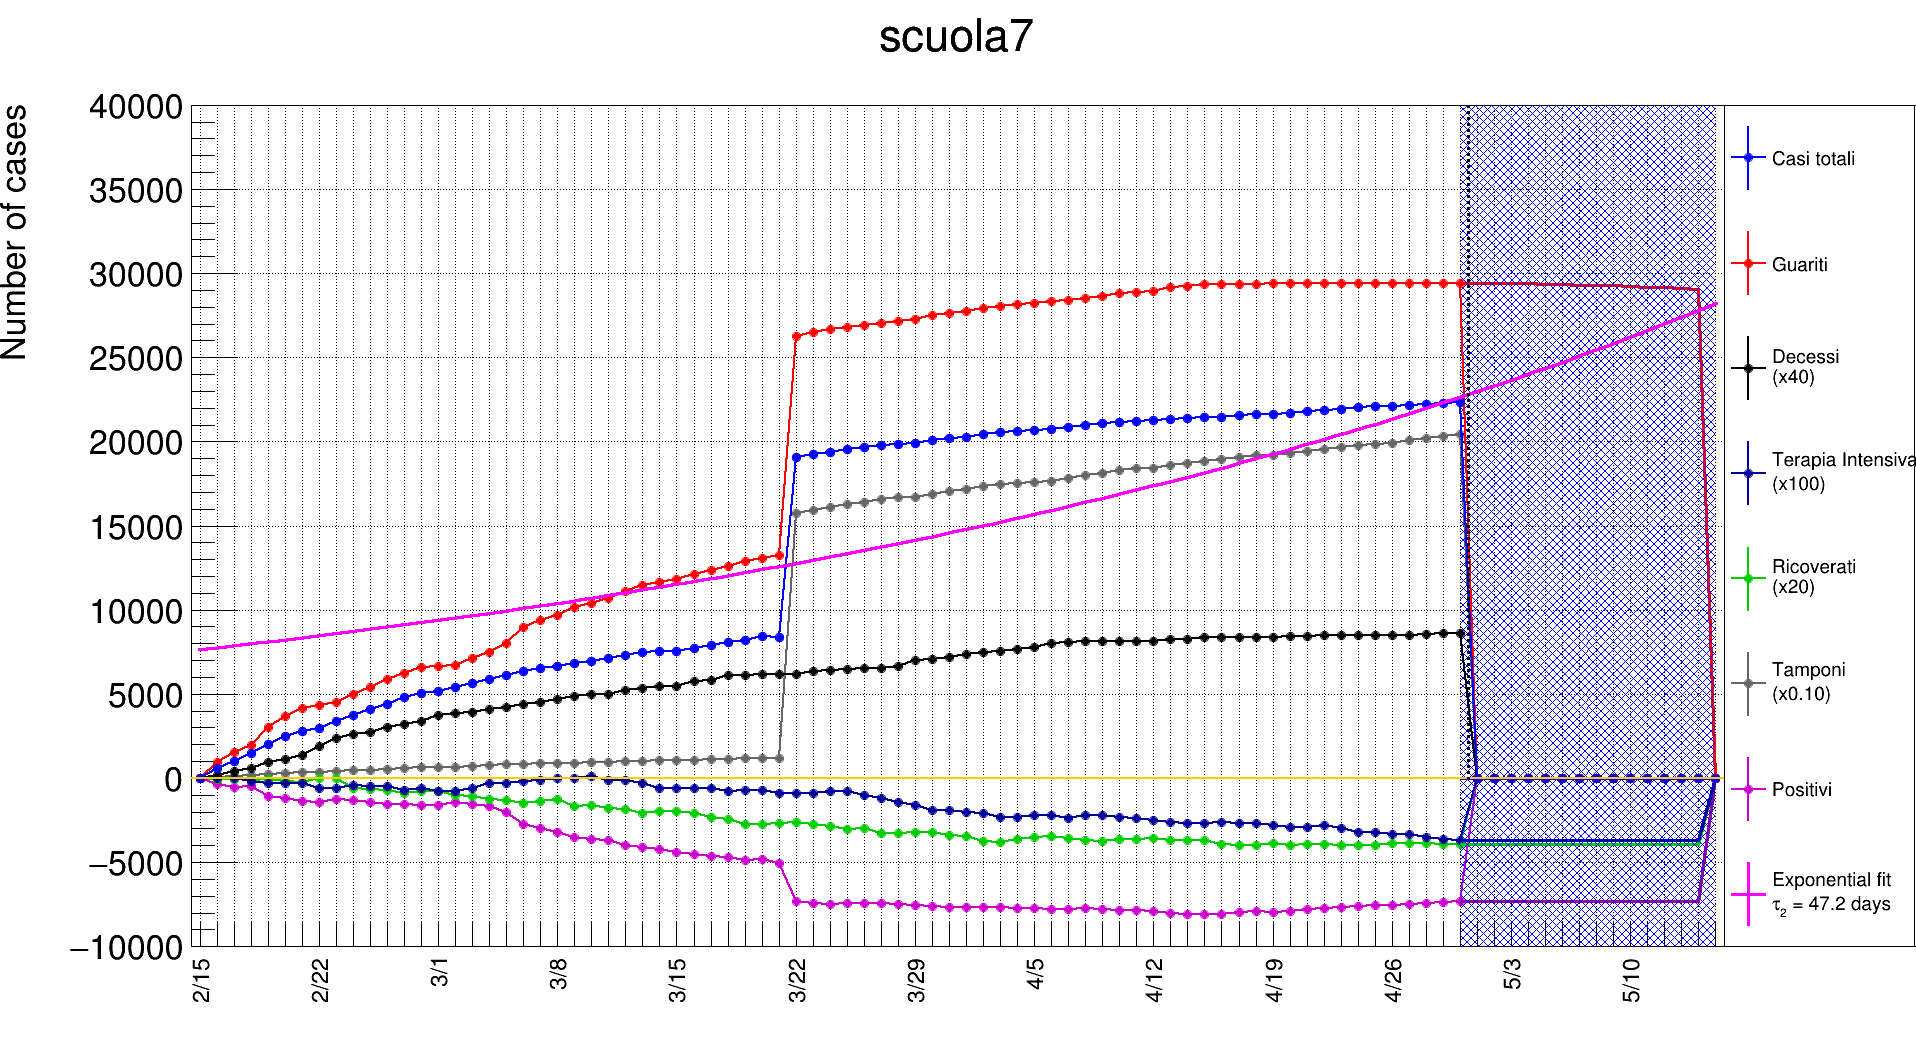 scuola7
Number of cases
40000
35000
30000
25000
20000
15000
10000
5000
0
−5000
−10000
2/15
2/22
3/1
3/8
3/15
3/22
3/29
4/5
4/12
4/19
4/26
5/3
5/10
Casi totali
Guariti
Decessi
(x40)
Terapia Intensiva
(x100)
Ricoverati
(x20)
Tamponi
(x0.10)
Positivi
Exponential fit
τ2 = 47.2 days